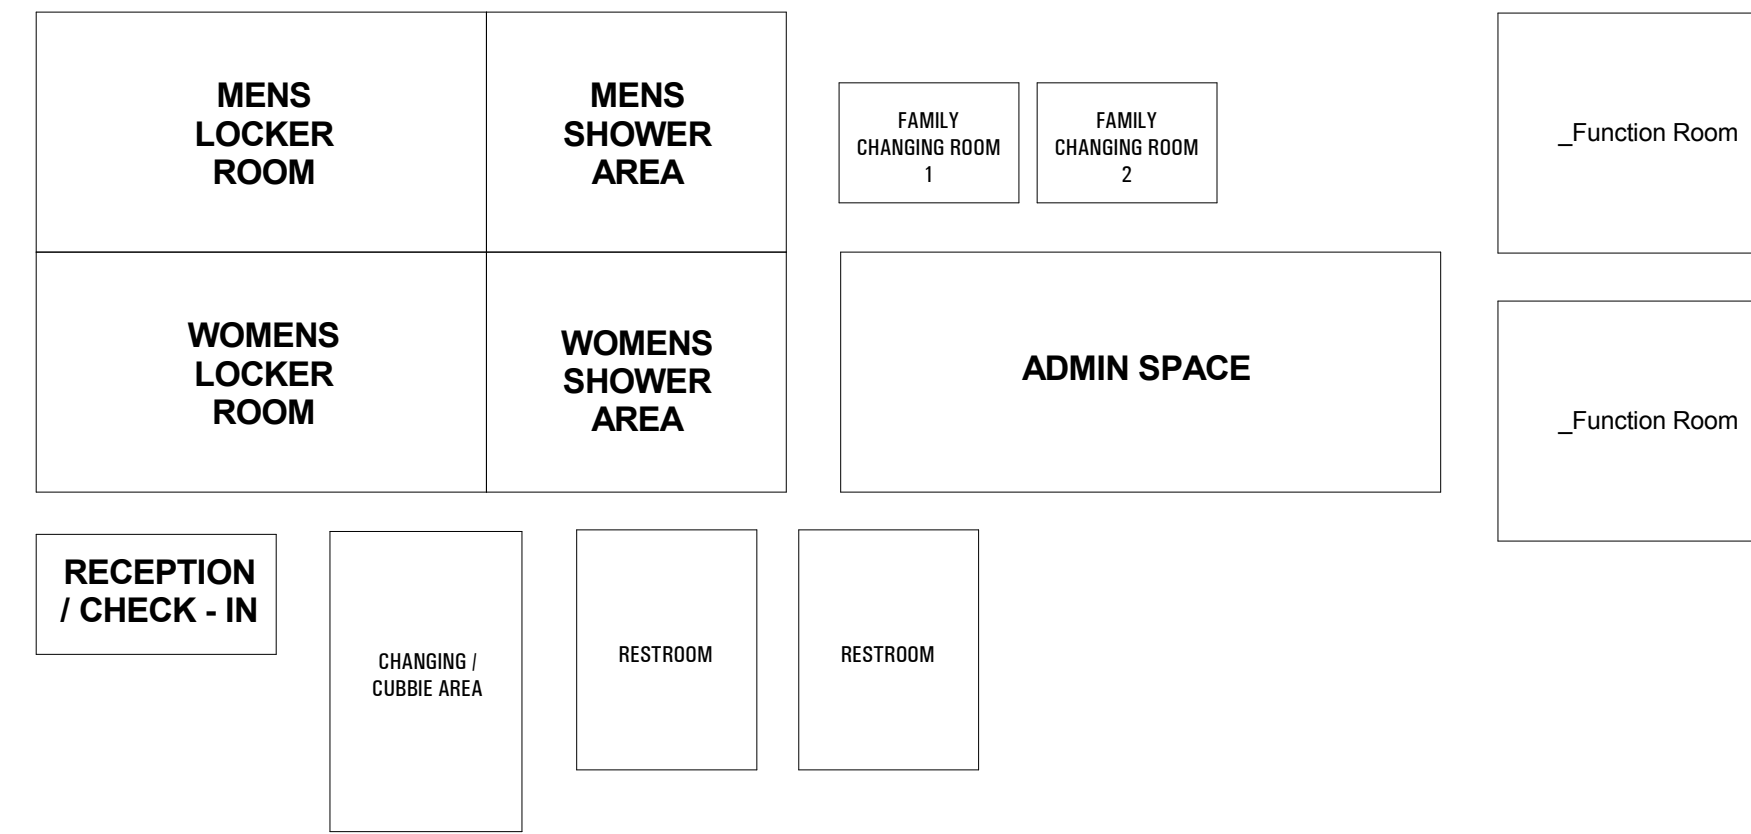 MENS
LOCKER
ROOM
MENS
SHOWER
AREA
FAMILY
CHANGING ROOM
1
FAMILY
CHANGING ROOM
2
_Function Room
WOMENS
LOCKER
ROOM
WOMENS
SHOWER
AREA
ADMIN SPACE
_Function Room
RECEPTION
/ CHECK - IN
CHANGING /
CUBBIE AREA
RESTROOM
RESTROOM